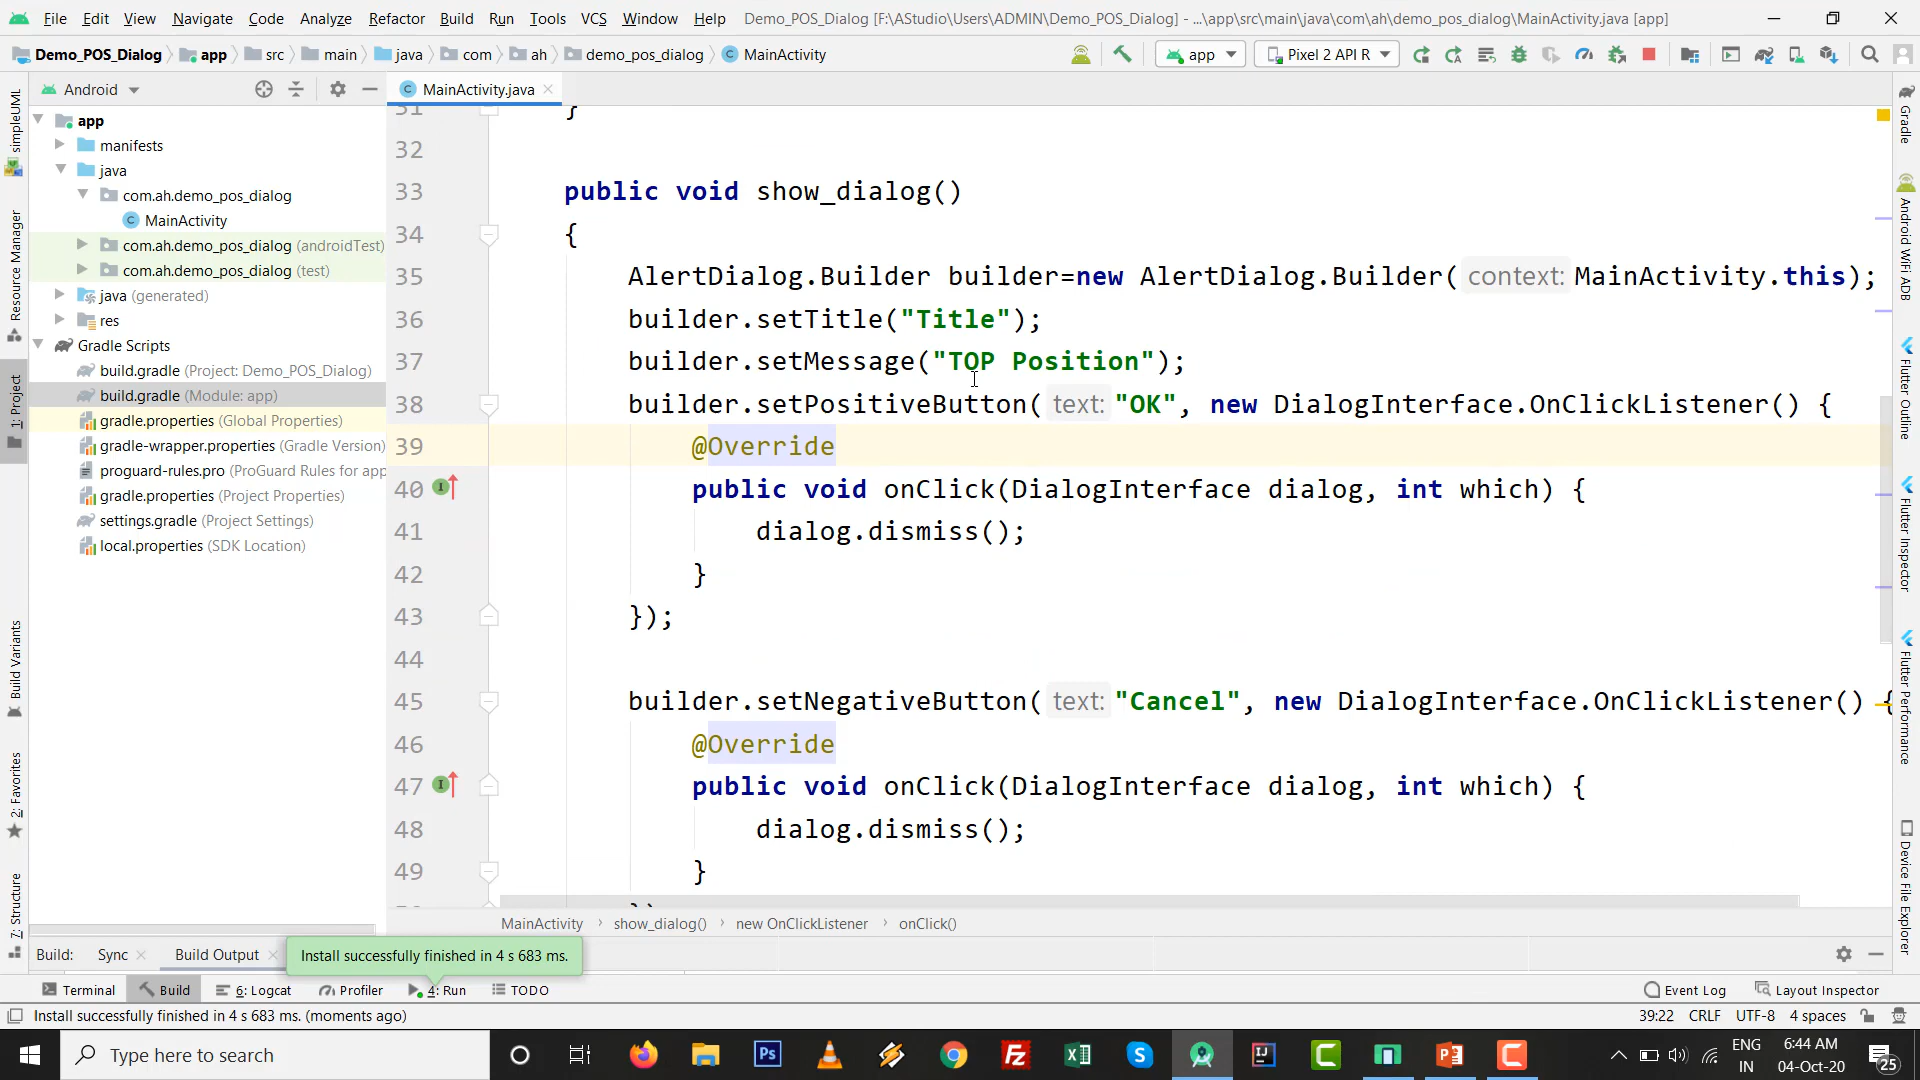 File Edit View Navigate Code Analyze Refactor Build Run Tools VCS Window Help Demo_POS_Dialog [F:\AStudio\Users\ADMIN\Demo_POS_Dialog] - ...\app\src\main\java\com\ah\demo_pos_dialog\MainActivity.java [app]
Demo_POS_Dialog app src main java com ah demo_pos_dialog MainActivity app Pixel 2 API R
Android MainActivity.java
app
manifests
java
com.ah.demo_pos_dialog
MainActivity
com.ah.demo_pos_dialog (androidTest)
com.ah.demo_pos_dialog (test)
java (generated)
res
Gradle Scripts
build.gradle (Project: Demo_POS_Dialog)
build.gradle (Module: app)
gradle.properties (Global Properties)
gradle-wrapper.properties (Gradle Version)
proguard-rules.pro (ProGuard Rules for app
gradle.properties (Project Properties)
settings.gradle (Project Settings)
local.properties (SDK Location)
simpleUML
Resource Manager
1: Project
Build Variants
2: Favorites
7: Structure
31 }
32
33 public void show_dialog()
34 {
35 AlertDialog.Builder builder=new AlertDialog.Builder( context: MainActivity.this);
36 builder.setTitle("Title");
37 builder.setMessage("TOP Position");
38 builder.setPositiveButton( text: "OK", new DialogInterface.OnClickListener() {
39 @Override
40 public void onClick(DialogInterface dialog, int which) {
41 dialog.dismiss();
42 }
43 });
44
45 builder.setNegativeButton( text: "Cancel", new DialogInterface.OnClickListener() {
46 @Override
47 public void onClick(DialogInterface dialog, int which) {
48 dialog.dismiss();
49 }
Gradle
Android WiFi ADB
Flutter Outline
Flutter Inspector
Flutter Performance
Device File Explorer
MainActivity show_dialog() new OnClickListener onClick()
Build: Sync Build Output
Install successfully finished in 4 s 683 ms.
Terminal Build 6: Logcat Profiler 4: Run TODO Event Log Layout Inspector
Install successfully finished in 4 s 683 ms. (moments ago) 39:22 CRLF UTF-8 4 spaces
Type here to search
ENG
IN
6:44 AM
04-Oct-20
25